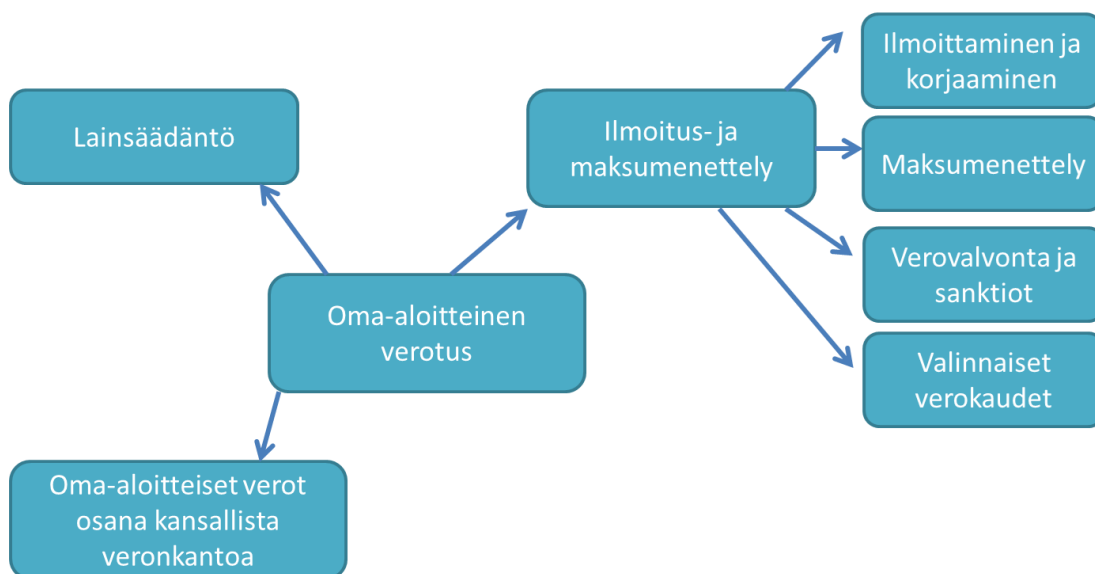 Ilmoittaminen ja
korjaaminen
Lainsäädäntö
Ilmoitus- ja
maksumenettely
Maksumenettely
Verovalvonta ja
sanktiot
Oma-aloitteinen
verotus
Valinnaiset
verokaudet
Oma-aloitteiset verot
osana kansallista
veronkantoa